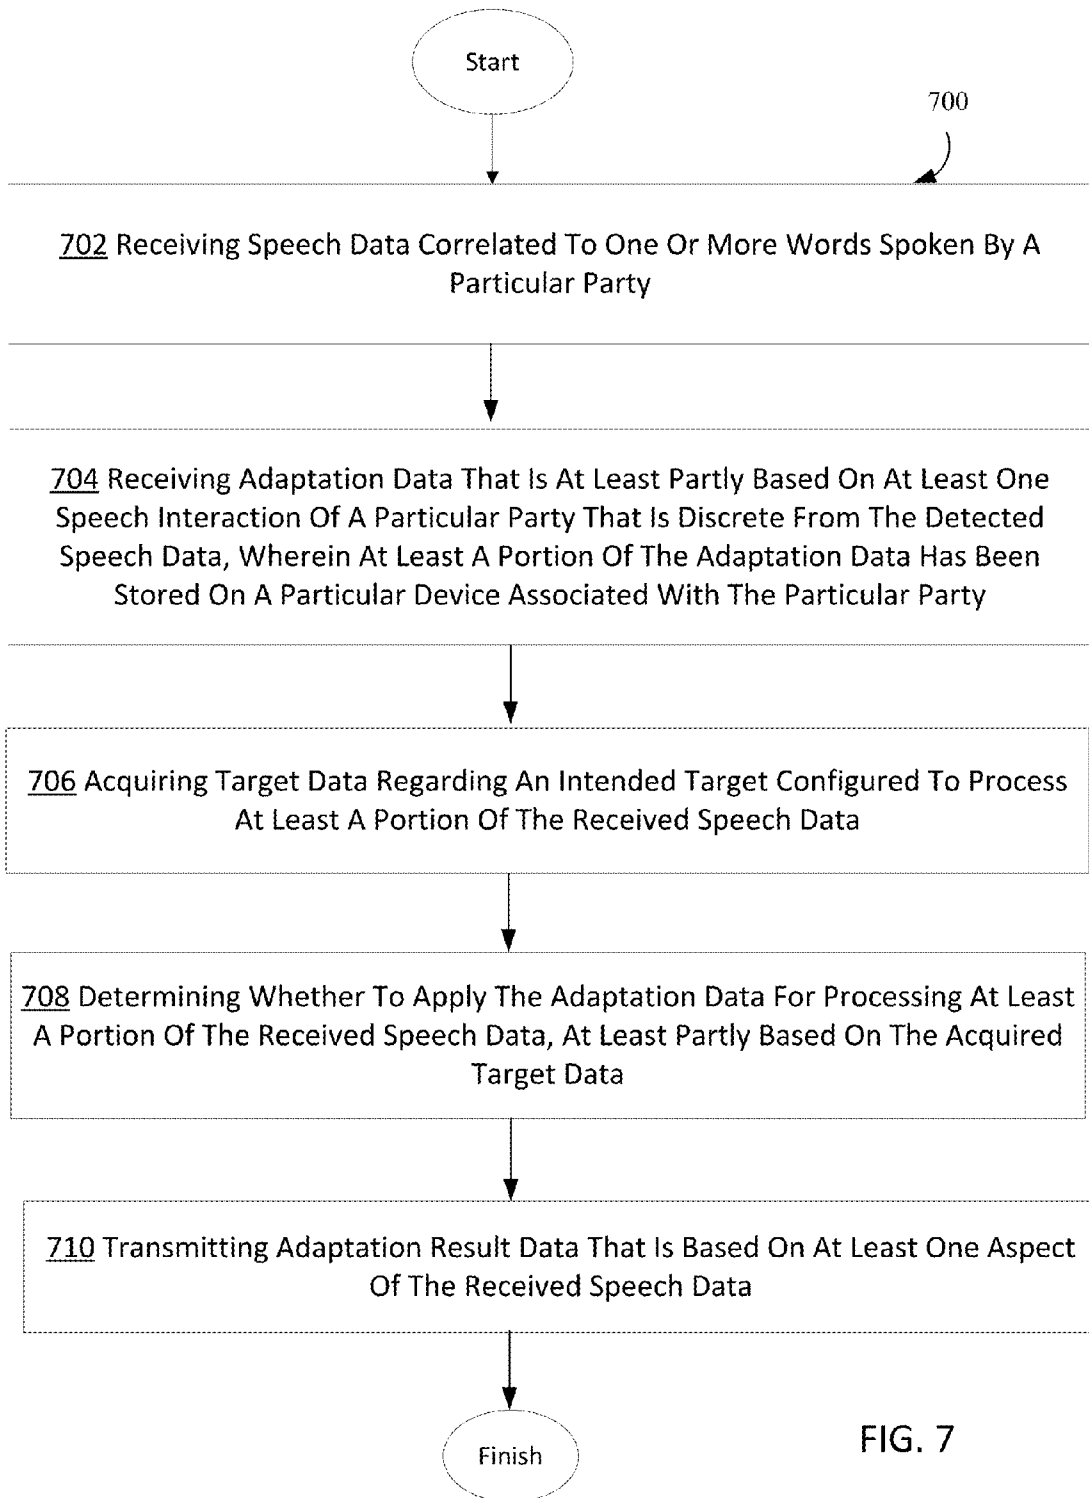 Start
700
702 Receiving Speech Data Correlated To One Or More Words Spoken By A
Particular Party
704 Receiving Adaptation Data That Is At Least Partly Based On At Least One
Speech Interaction Of A Particular Party That Is Discrete From The Detected
Speech Data, Wherein At Least A Portion Of The Adaptation Data Has Been
Stored On A Particular Device Associated With The Particular Party
706 Acquiring Target Data Regarding An Intended Target Configured To Process
At Least A Portion Of The Received Speech Data
708 Determining Whether To Apply The Adaptation Data For Processing At Least
A Portion Of The Received Speech Data, At Least Partly Based On The Acquired
Target Data
710 Transmitting Adaptation Result Data That Is Based On At Least One Aspect
Of The Received Speech Data
Finish
FIG. 7